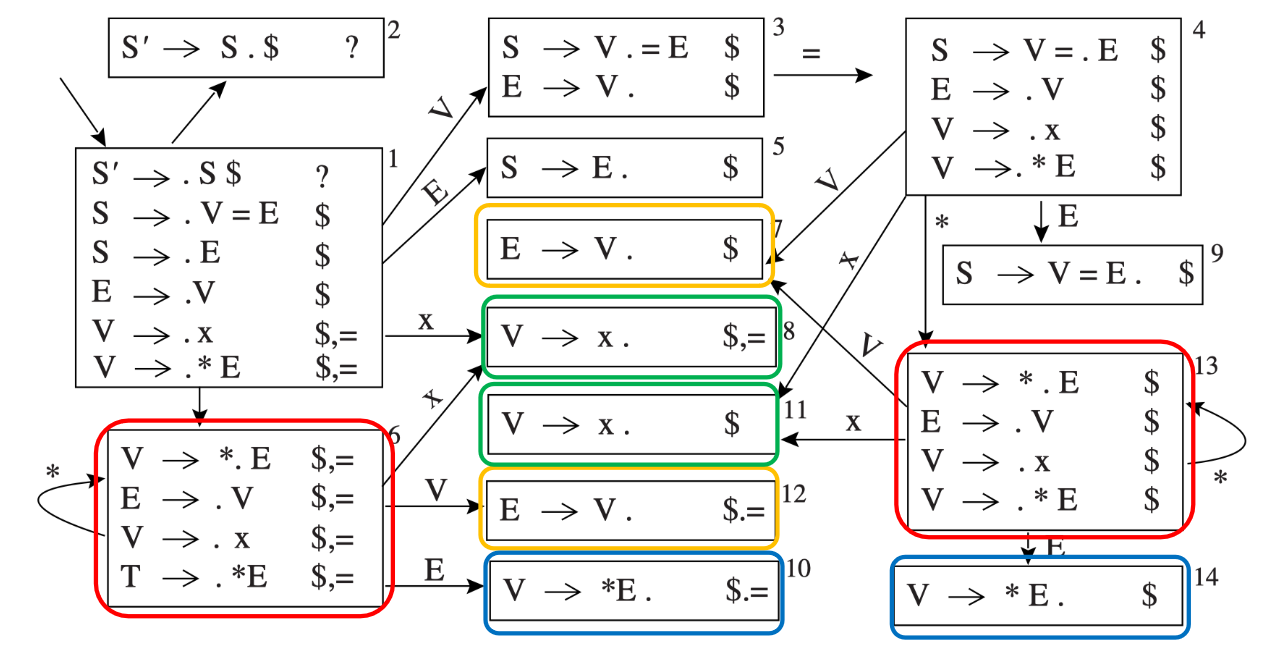 S′ → S . $ ?
2
S → V . = E $
E → V . $
3
=
S → V = . E $
E → . V $
V → . x $
V → . * E $
4
S′ → . S $ ?
S → . V = E $
S → . E $
E → .V $
V → . x $,=
V → . * E $,=
1
V
E
S → E . $
5
V
x
*
E
E → V . $
7
S → V = E . $
9
x
V → x . $,=
8
V
x
V → x . $
11
x
V → * . E $
E → . V $
V → . x $
V → . * E $
13
*
*
V → *. E $,=
E → . V $,=
V → . x $,=
T → . *E $,=
6
V
E → V . $.=
12
E
E
V → *E . $.=
10
V → * E . $
14